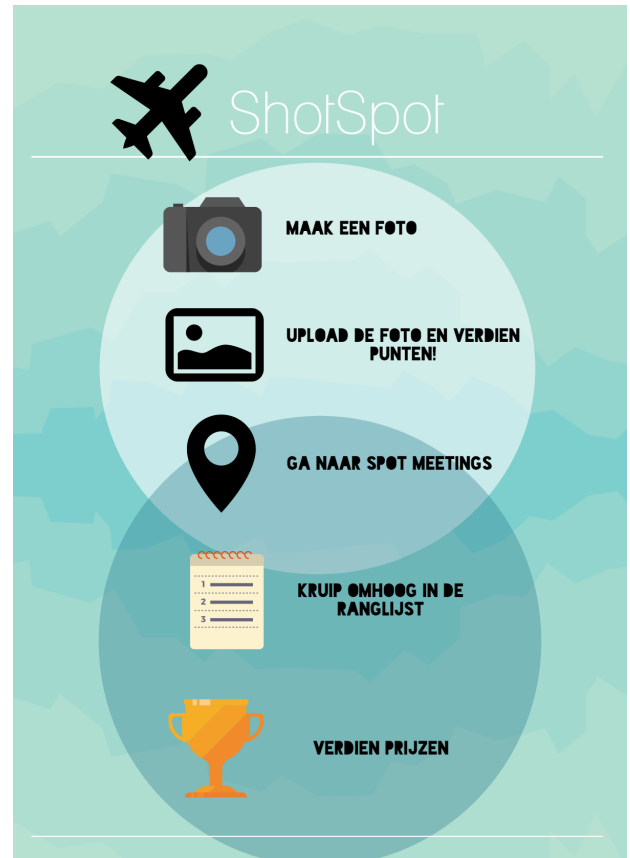 ShotSpot
MAAK EEN FOTO
UPLOAD DE FOTO EN VERDIEN
PUNTEN!
GA NAAR SPOT MEETINGS
1
2
3
KRUIP OMHOOG IN DE
RANGLIJST
VERDIEN PRIJZEN